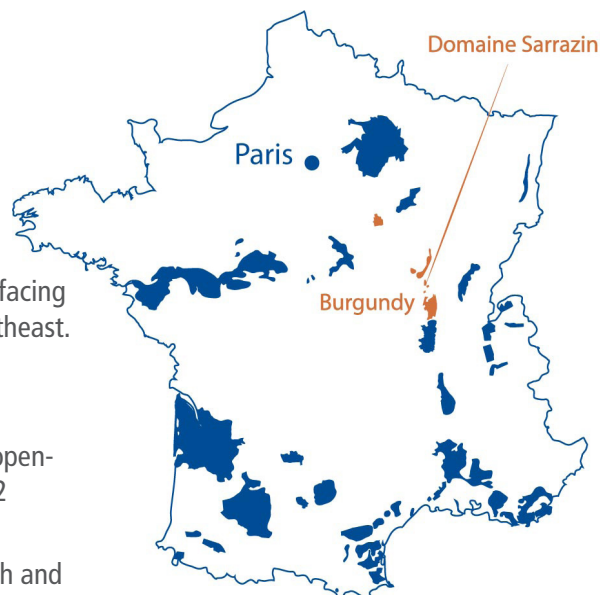 Domaine Sarrazin
Paris
facing
Burgundy
theast.
open-
2
h and